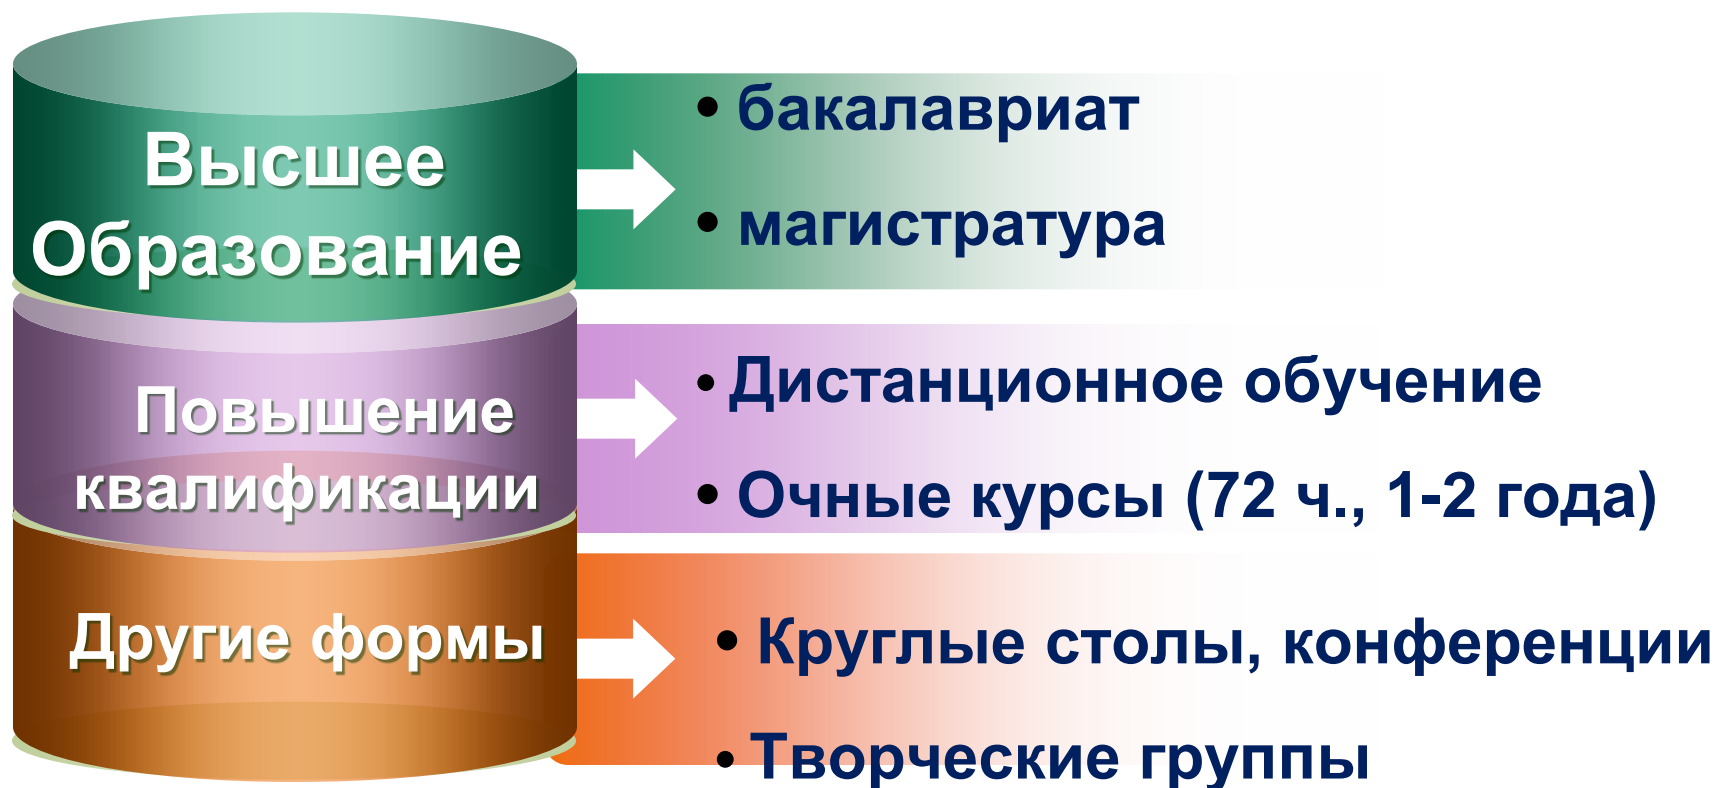 Высшее
Образование
• бакалавриат
• магистратура
Повышение
квалификации
• Дистанционное обучение
• Очные курсы (72 ч., 1-2 года)
Другие формы
• Круглые столы, конференции
• Творческие группы